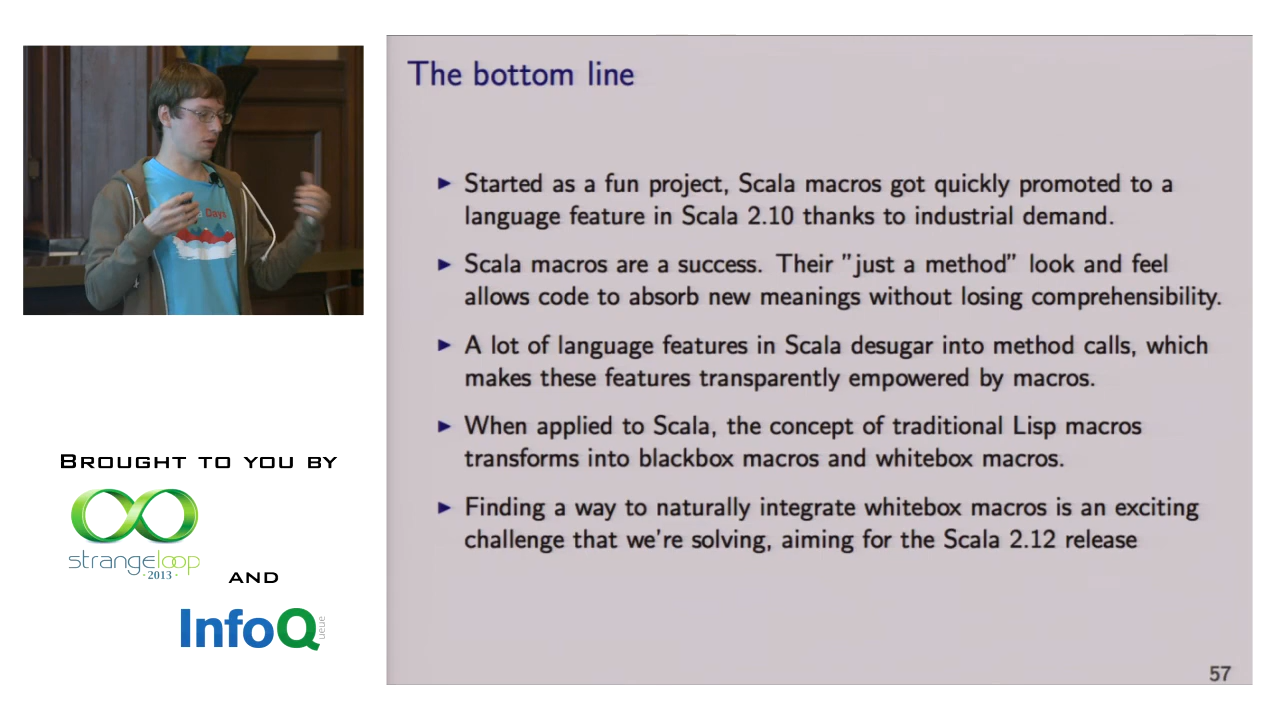 The bottom line
► Started as a fun project, Scala macros got quickly promoted to a
language feature in Scala 2.10 thanks to industrial demand.
► Scala macros are a success. Their "just a method" look and feel
allows code to absorb new meanings without losing comprehensibility.
► A lot of language features in Scala desugar into method calls, which
makes these features transparently empowered by macros.
► When applied to Scala, the concept of traditional Lisp macros
transforms into blackbox macros and whitebox macros.
► Finding a way to naturally integrate whitebox macros is an exciting
challenge that we're solving, aiming for the Scala 2.12 release
57
Days
BROUGHT TO YOU BY
strangeloop
·2013·
AND
InfoQ
ueue